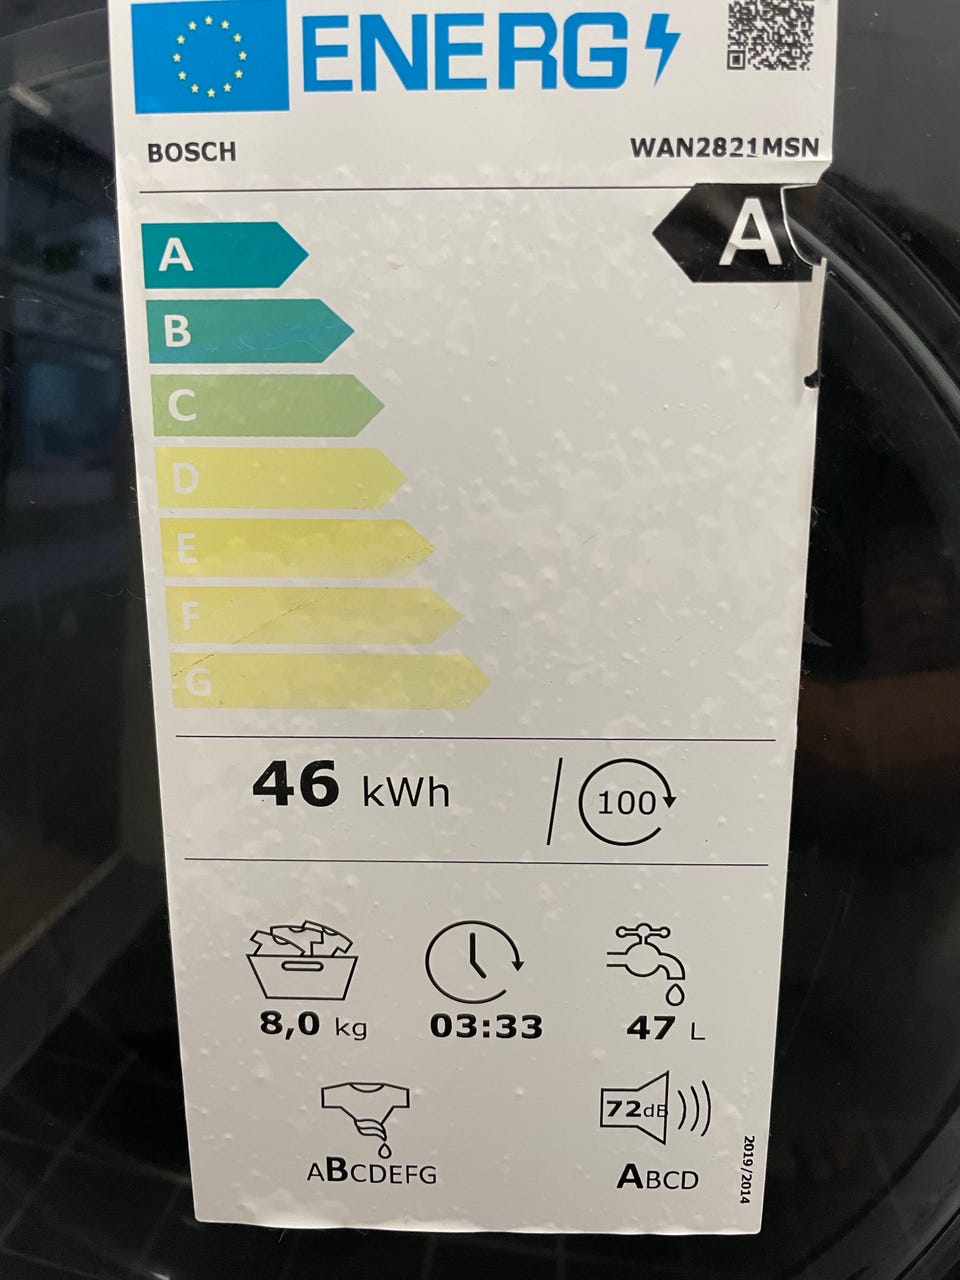 ENERG
BOSCH WAN2821MSN
A
A
B
C
D
E
F
G
46 kWh / 100
8,0 kg 03:33 47 L
72dB
ABCDEFG ABCD
2019/2014